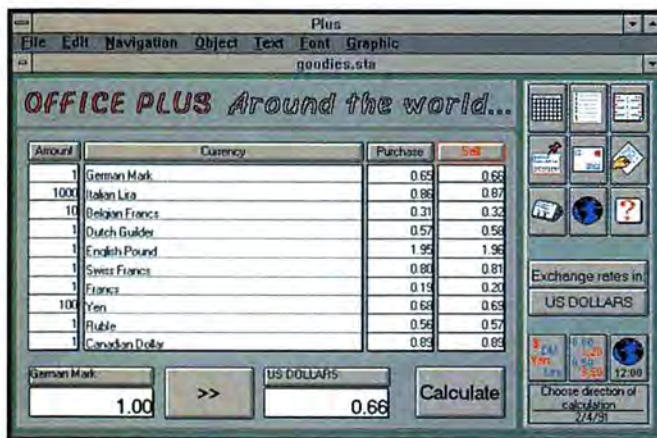 Plus
File Edit Navigation Object Text Font Graphic
goodies.sta
OFFICE PLUS Around the world...
Amount Currency Purchase Sell
1 German Mark 0.65 0.66
1000 Italian Lira 0.86 0.87
10 Belgian Francs 0.31 0.32
1 Dutch Guilder 0.57 0.58
1 English Pound 1.95 1.96
1 Swiss Francs 0.80 0.81
1 Francs 0.19 0.20
100 Yen 0.68 0.69
1 Ruble 0.56 0.57
1 Canadian Dollar 0.89 0.89
?
Exchange rates in:
US DOLLARS
German Mark
1.00
>>
US DOLLARS
0.66
Calculate
$
DM
Yen
12:00
Choose direction of
calculation
2/4/91